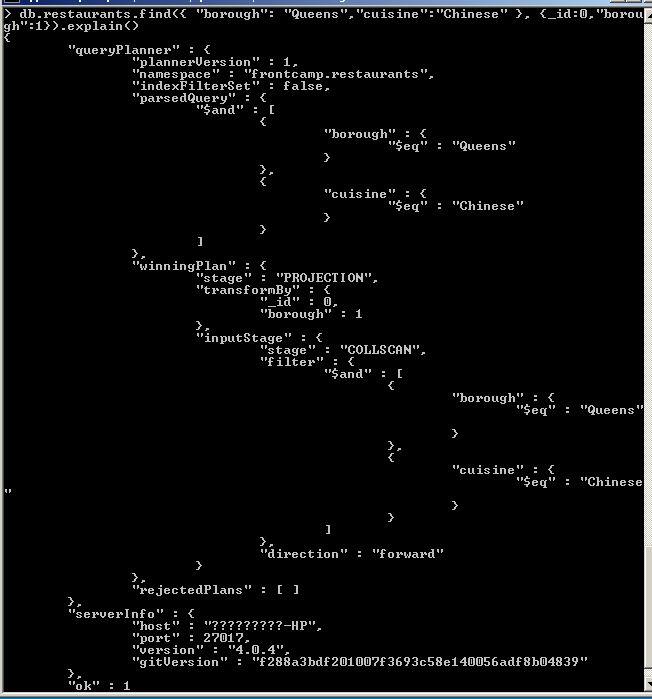 > db.restaurants.find({ "borough": "Queens","cuisine":"Chinese" }, {_id:0,"borou
gh":1}).explain()
{
        "queryPlanner" : {
                "plannerVersion" : 1,
                "namespace" : "frontcamp.restaurants",
                "indexFilterSet" : false,
                "parsedQuery" : {
                        "$and" : [
                                {
                                        "borough" : {
                                                "$eq" : "Queens"
                                        }
                                },
                                {
                                        "cuisine" : {
                                                "$eq" : "Chinese"
                                        }
                                }
                        ]
                },
                "winningPlan" : {
                        "stage" : "PROJECTION",
                        "transformBy" : {
                                "_id" : 0,
                                "borough" : 1
                        },
                        "inputStage" : {
                                "stage" : "COLLSCAN",
                                "filter" : {
                                        "$and" : [
                                                {
                                                        "borough" : {
                                                                "$eq" : "Queens"

                                                        }
                                                },
                                                {
                                                        "cuisine" : {
                                                                "$eq" : "Chinese
"
                                                        }
                                                }
                                        ]
                                },
                                "direction" : "forward"
                        }
                },
                "rejectedPlans" : [ ]
        },
        "serverInfo" : {
                "host" : "?????????-HP",
                "port" : 27017,
                "version" : "4.0.4",
                "gitVersion" : "f288a3bdf201007f3693c58e140056adf8b04839"
        },
        "ok" : 1